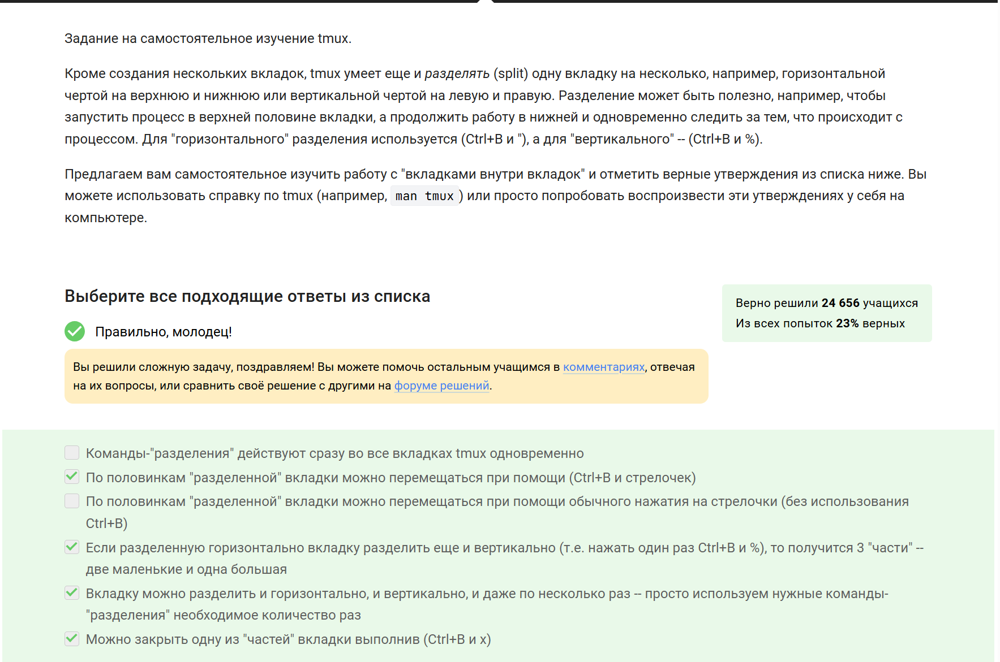 Задание на самостоятельное изучение tmux.
Кроме создания нескольких вкладок, tmux умеет еще и разделять (split) одну вкладку на несколько, например, горизонтальной
чертой на верхнюю и нижнюю или вертикальной чертой на левую и правую. Разделение может быть полезно, например, чтобы
запустить процесс в верхней половине вкладки, а продолжить работу в нижней и одновременно следить за тем, что происходит с
процессом. Для "горизонтального" разделения используется (Ctrl+B и "), а для "вертикального" -- (Ctrl+B и %).
Предлагаем вам самостоятельное изучить работу с "вкладками внутри вкладок" и отметить верные утверждения из списка ниже. Вы
можете использовать справку по tmux (например, man tmux) или просто попробовать воспроизвести эти утверждениях у себя на
компьютере.
Выберите все подходящие ответы из списка
Верно решили 24 656 учащихся
Из всех попыток 23% верных
Правильно, молодец!
Вы решили сложную задачу, поздравляем! Вы можете помочь остальным учащимся в комментариях, отвечая
на их вопросы, или сравнить своё решение с другими на форуме решений.
Команды-"разделения" действуют сразу во все вкладках tmux одновременно
По половинкам "разделенной" вкладки можно перемещаться при помощи (Ctrl+B и стрелочек)
По половинкам "разделенной" вкладки можно перемещаться при помощи обычного нажатия на стрелочки (без использования
Ctrl+B)
Если разделенную горизонтально вкладку разделить еще и вертикально (т.е. нажать один раз Ctrl+B и %), то получится 3 "части" --
две маленькие и одна большая
Вкладку можно разделить и горизонтально, и вертикально, и даже по несколько раз -- просто используем нужные команды-
"разделения" необходимое количество раз
Можно закрыть одну из "частей" вкладки выполнив (Ctrl+B и x)